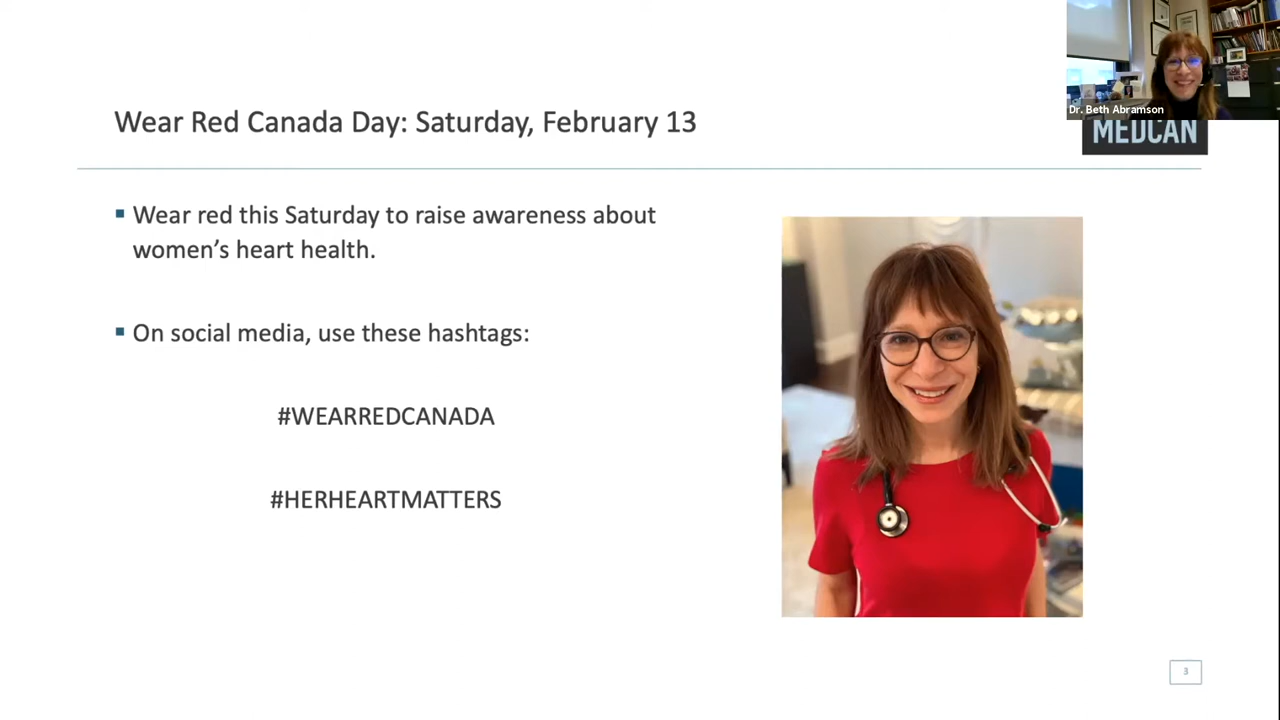 Dr. Beth Abramson
MEDCAN
Wear Red Canada Day: Saturday, February 13
▪ Wear red this Saturday to raise awareness about
women’s heart health.
▪ On social media, use these hashtags:
#WEARREDCANADA
#HERHEARTMATTERS
3